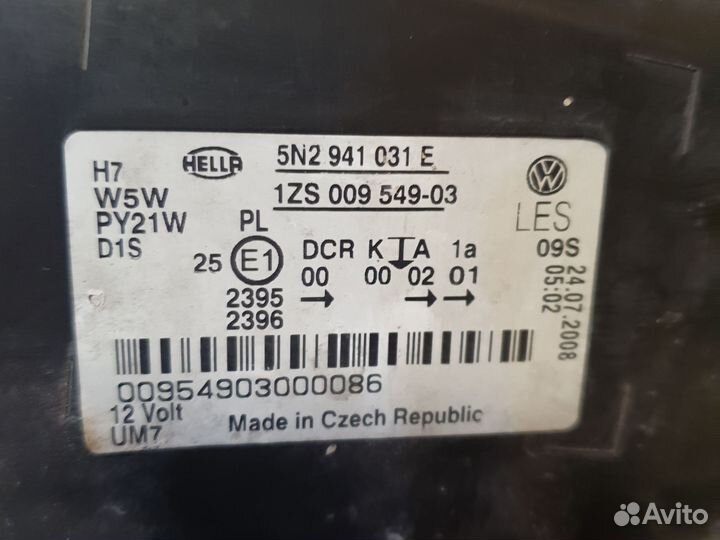 H7
W5W
PY21W
D1S
HELLA
5N2 941 031 E
1ZS 009 549-03
LES
09S
24.07.2008
05:02
PL
25 E1
2395
2396
DCR K A 1a
00 00 02 01
→ → →
00954903000086
12 Volt
UM7
Made in Czech Republic
Avito